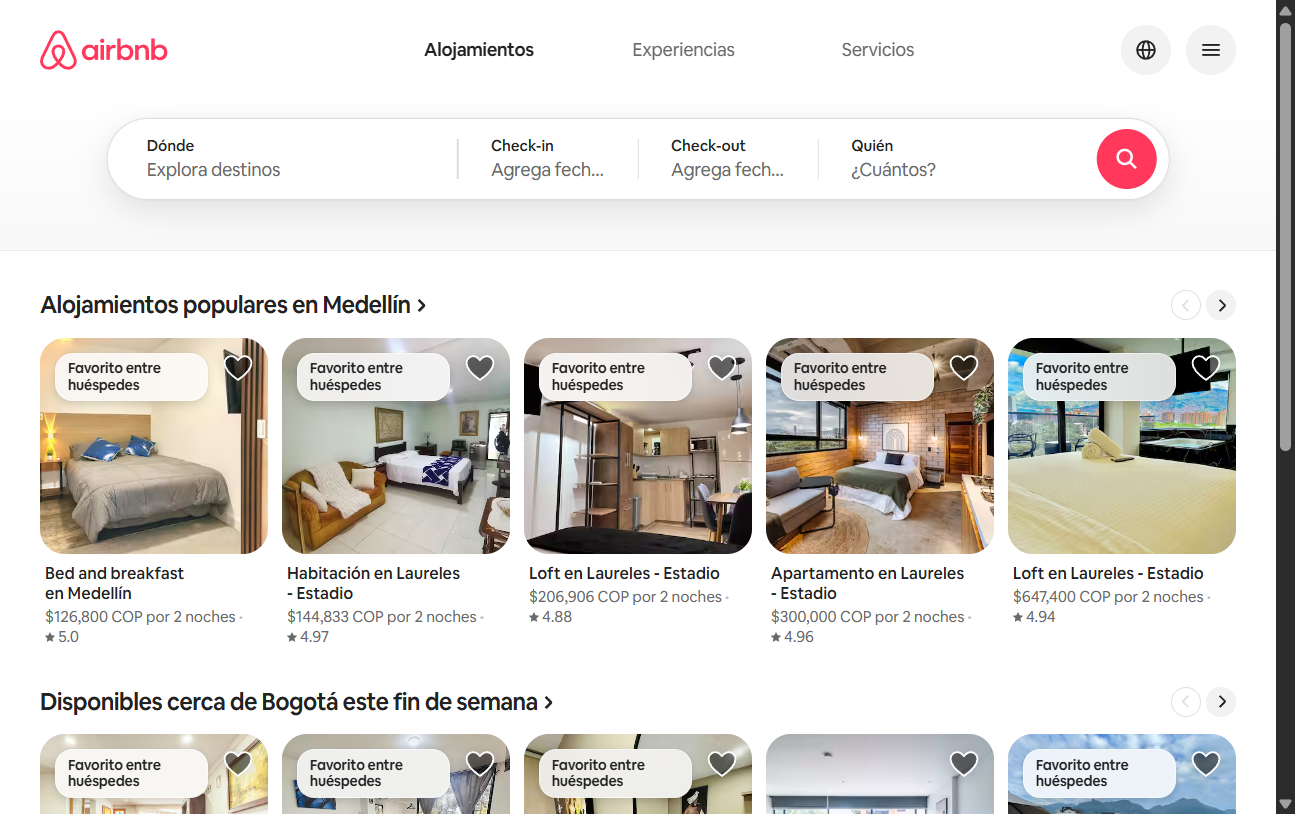 airbnb
Alojamientos
Experiencias
Servicios
Dónde
Explora destinos
Check-in
Agrega fech...
Check-out
Agrega fech...
Quién
¿Cuántos?
Alojamientos populares en Medellín
Favorito entre
huéspedes
Bed and breakfast
en Medellín
$126,800 COP por 2 noches ·
★ 5.0
Favorito entre
huéspedes
Habitación en Laureles
- Estadio
$144,833 COP por 2 noches ·
★ 4.97
Favorito entre
huéspedes
Loft en Laureles - Estadio
$206,906 COP por 2 noches ·
★ 4.88
Favorito entre
huéspedes
Apartamento en Laureles
- Estadio
$300,000 COP por 2 noches ·
★ 4.96
Favorito entre
huéspedes
Loft en Laureles - Estadio
$647,400 COP por 2 noches ·
★ 4.94
Disponibles cerca de Bogotá este fin de semana
Favorito entre
huéspedes
Favorito entre
huéspedes
Favorito entre
huéspedes
Favorito entre
huéspedes